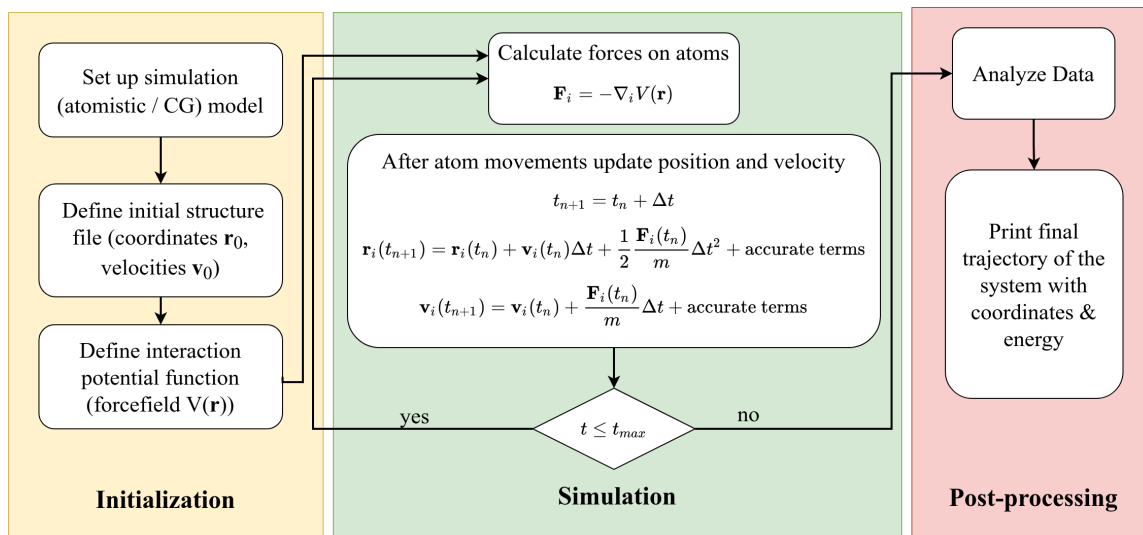 Set up simulation
(atomistic / CG) model
Define initial structure
file (coordinates r₀,
velocities v₀)
Define interaction
potential function
(forcefield V(r))
Initialization
Calculate forces on atoms
Fᵢ = −∇ᵢV(r)
After atom movements update position and velocity
tₙ₊₁ = tₙ + Δt
rᵢ(tₙ₊₁) = rᵢ(tₙ) + vᵢ(tₙ)Δt + 1/2 Fᵢ(tₙ)/m Δt² + accurate terms
vᵢ(tₙ₊₁) = vᵢ(tₙ) + Fᵢ(tₙ)/m Δt + accurate terms
yes
t ≤ t_{max}
no
Simulation
Analyze Data
Print final
trajectory of the
system with
coordinates &
energy
Post-processing